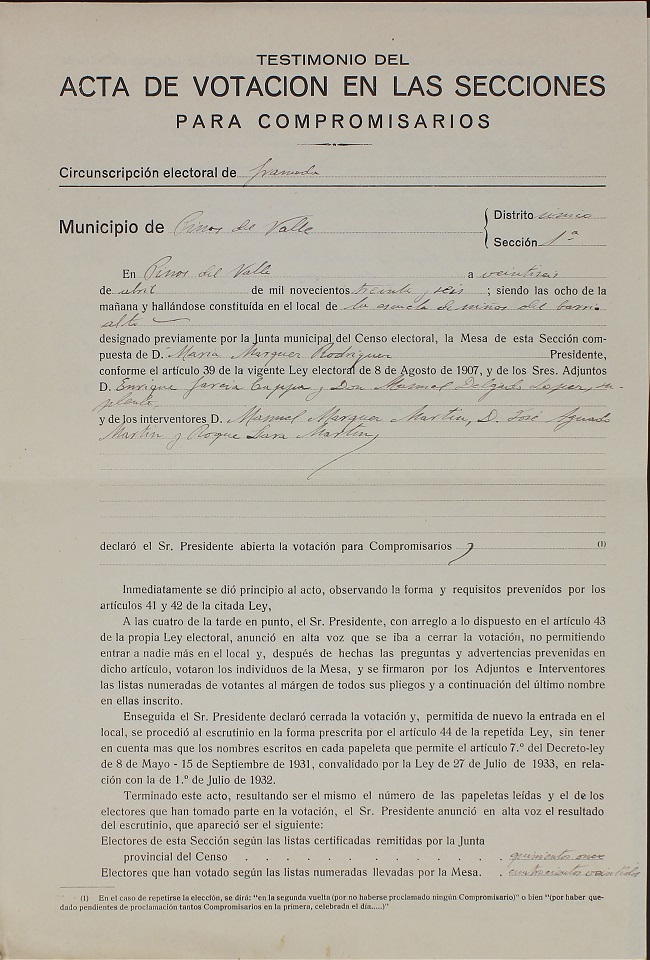 TESTIMONIO DEL
ACTA DE VOTACION EN LAS SECCIONES
PARA COMPROMISARIOS
Circunscripción electoral de Granada
Municipio de Pinos del Valle
Distrito único
Sección 1ª
En Pinos del Valle a veintiseis
de abril de mil novecientos treinta y seis; siendo las ocho de la
mañana y hallándose constituída en el local de la escuela de niños del barrio
alto
designado previamente por la Junta municipal del Censo electoral, la Mesa de esta Sección com-
puesta de D. Maria Marquez Rodriguez Presidente,
conforme el artículo 39 de la vigente Ley electoral de 8 de Agosto de 1907, y de los Sres. Adjuntos
D. Enrique Garcia y Don Manuel Delgado Lopez, su-
plente
y de los interventores D. Manuel Marquez Martin, D. José Aguado
Martin y Roque Lara Martin
declaró el Sr. Presidente abierta la votación para Compromisarios (1)
Inmediatamente se dió principio al acto, observando la forma y requisitos prevenidos por los
artículos 41 y 42 de la citada Ley,
A las cuatro de la tarde en punto, el Sr. Presidente, con arreglo a lo dispuesto en el artículo 43
de la propia Ley electoral, anunció en alta voz que se iba a cerrar la votación, no permitiendo
entrar a nadie más en el local y, después de hechas las preguntas y advertencias prevenidas en
dicho artículo, votaron los individuos de la Mesa, y se firmaron por los Adjuntos e Interventores
las listas numeradas de votantes al márgen de todos sus pliegos y a continuación del último nombre
en ellas inscrito.
Enseguida el Sr. Presidente declaró cerrada la votación y, permitida de nuevo la entrada en el
local, se procedió al escrutinio en la forma prescrita por el artículo 44 de la repetida Ley, sin tener
en cuenta mas que los nombres escritos en cada papeleta que permite el artículo 7.º del Decreto-ley
de 8 de Mayo - 15 de Septiembre de 1931, convalidado por la Ley de 27 de Julio de 1933, en rela-
ción con la de 1.º de Julio de 1932.
Terminado este acto, resultando ser el mismo el número de las papeletas leídas y el de los
electores que han tomado parte en la votación, el Sr. Presidente anunció en alta voz el resultado
del escrutinio, que apareció ser el siguiente:
Electores de esta Sección según las listas certificadas remitidas por la Junta
provincial del Censo . . . . . . . . . . . . . quinientos once
Electores que han votado según las listas numeradas llevadas por la Mesa. . cuatrocientos veintidos
(1) En el caso de repetirse la elección, se dirá: "en la segunda vuelta (por no haberse proclamado ningún Compromisario)" o bien "(por haber que-
dado pendientes de proclamación tantos Compromisarios en la primera, celebrada el día.....)"